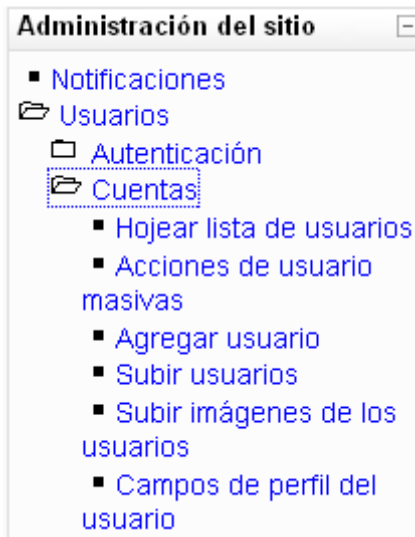 Administración del sitio
Notificaciones
Usuarios
Autenticación
Cuentas
Hojear lista de usuarios
Acciones de usuario
masivas
Agregar usuario
Subir usuarios
Subir imágenes de los
usuarios
Campos de perfil del
usuario